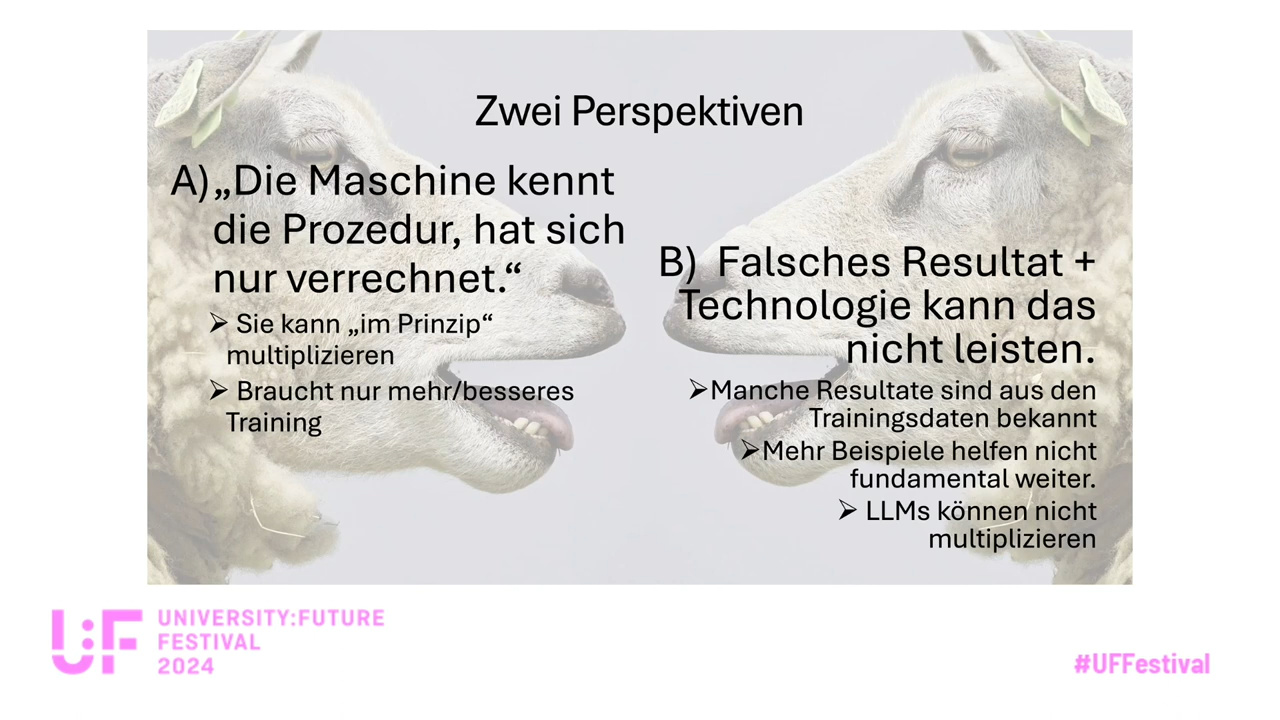 Zwei Perspektiven
A) „Die Maschine kennt
die Prozedur, hat sich
nur verrechnet.“
➢ Sie kann „im Prinzip“
multiplizieren
➢ Braucht nur mehr/besseres
Training
B) Falsches Resultat +
Technologie kann das
nicht leisten.
➢Manche Resultate sind aus den
Trainingsdaten bekannt
➢Mehr Beispiele helfen nicht
fundamental weiter.
➢ LLMs können nicht
multiplizieren
U:F
UNIVERSITY:FUTURE
FESTIVAL
2024
#UFFestival